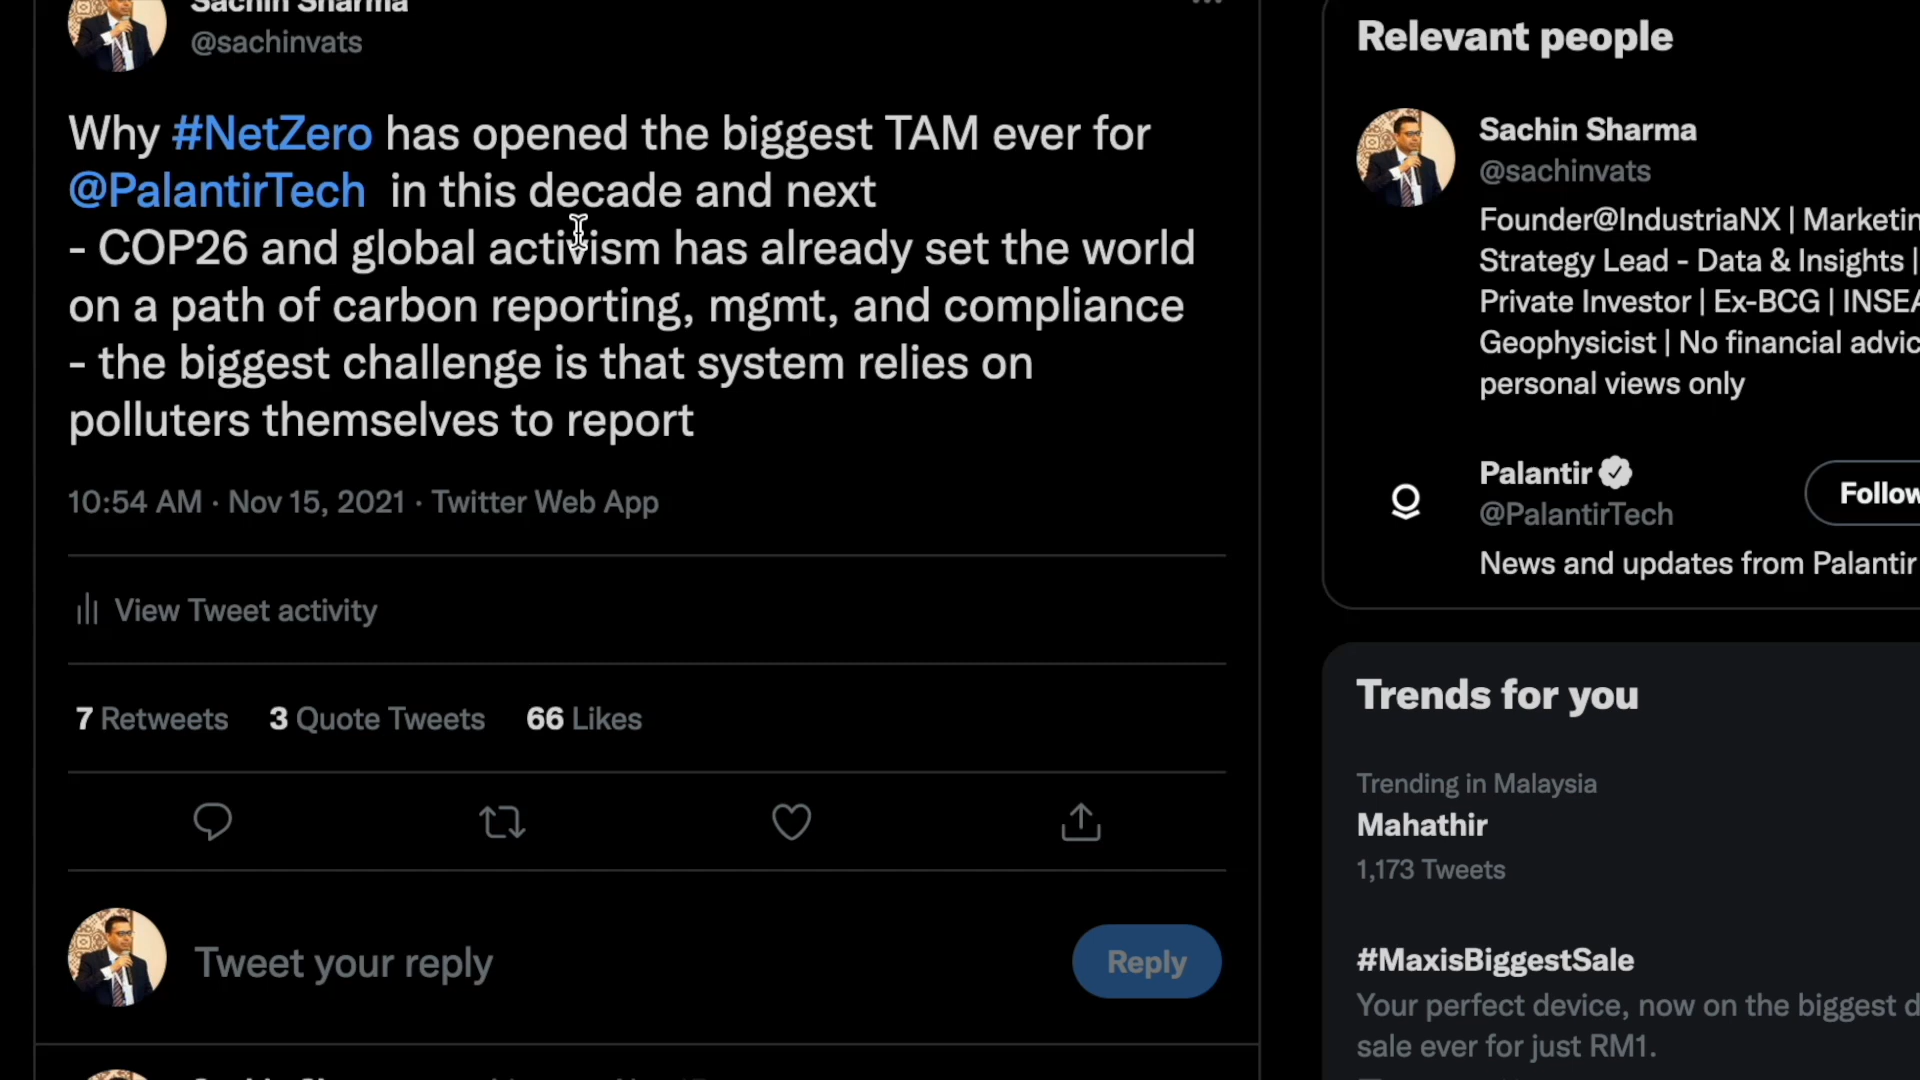 Sachin Sharma
@sachinvats
Why #NetZero has opened the biggest TAM ever for
@PalantirTech in this decade and next
- COP26 and global activism has already set the world
on a path of carbon reporting, mgmt, and compliance
- the biggest challenge is that system relies on
polluters themselves to report
10:54 AM · Nov 15, 2021 · Twitter Web App
View Tweet activity
7 Retweets 3 Quote Tweets 66 Likes
Tweet your reply
Reply
Relevant people
Sachin Sharma
@sachinvats
Founder@IndustriaNX | Marketin
Strategy Lead - Data & Insights |
Private Investor | Ex-BCG | INSEA
Geophysicist | No financial advic
personal views only
Palantir
@PalantirTech
Follow
News and updates from Palantir
Trends for you
Trending in Malaysia
Mahathir
1,173 Tweets
#MaxisBiggestSale
Your perfect device, now on the biggest d
sale ever for just RM1.